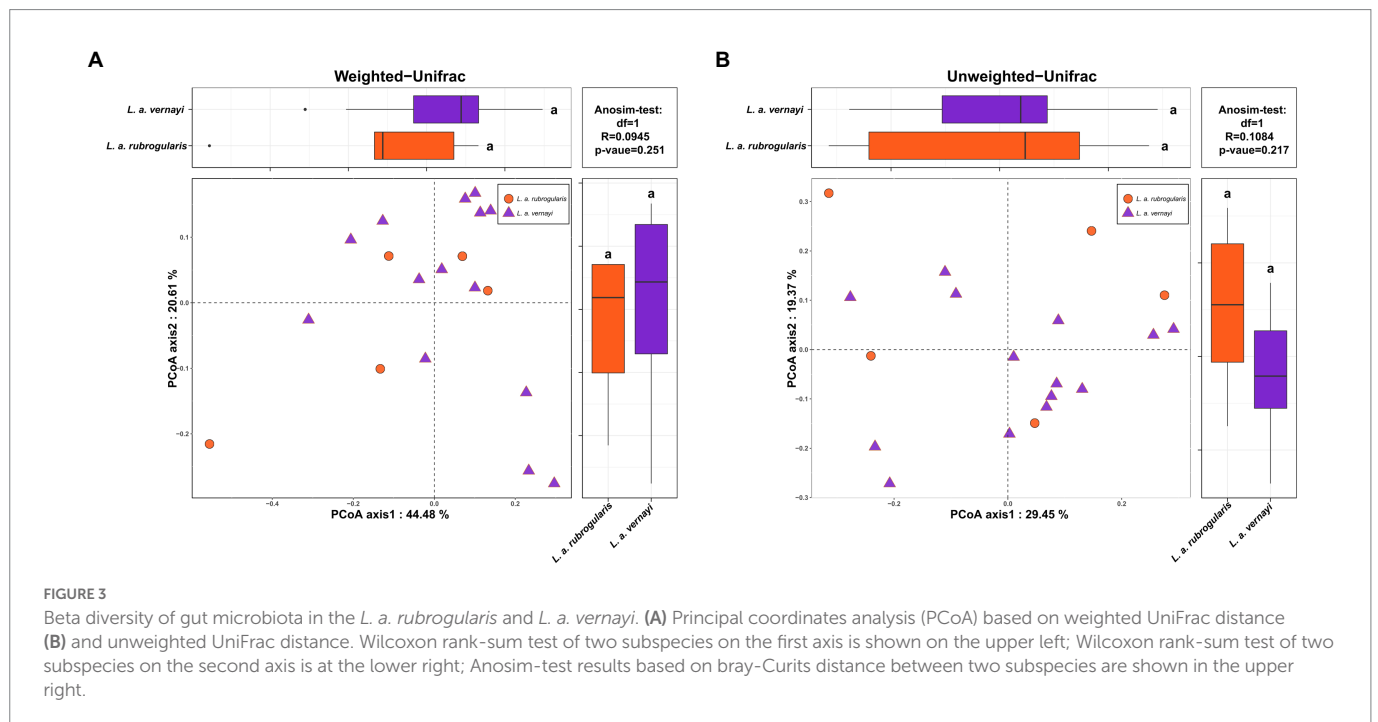 A
Weighted-Unifrac
L. a. vernayi
a
L. a. rubrogularis
a
Anosim-test:
df=1
R=0.0945
p-vaue=0.251
L. a. rubrogularis
L. a. vernayi
PCoA axis2 : 20.61 %
0.1
0.0
−0.1
−0.2
−0.4
−0.2
0.0
0.2
PCoA axis1 : 44.48 %
a
a
L. a. rubrogularis
L. a. vernayi
B
Unweighted-Unifrac
L. a. vernayi
a
L. a. rubrogularis
a
Anosim-test:
df=1
R=0.1084
p-vaue=0.217
L. a. rubrogularis
L. a. vernayi
PCoA axis2 : 19.37 %
0.3
0.2
0.1
0.0
−0.1
−0.2
−0.3
−0.2
0.0
0.2
PCoA axis1 : 29.45 %
a
a
L. a. rubrogularis
L. a. vernayi
FIGURE 3
Beta diversity of gut microbiota in the L. a. rubrogularis and L. a. vernayi. (A) Principal coordinates analysis (PCoA) based on weighted UniFrac distance
(B) and unweighted UniFrac distance. Wilcoxon rank-sum test of two subspecies on the first axis is shown on the upper left; Wilcoxon rank-sum test of two
subspecies on the second axis is at the lower right; Anosim-test results based on bray-Curits distance between two subspecies are shown in the upper
right.